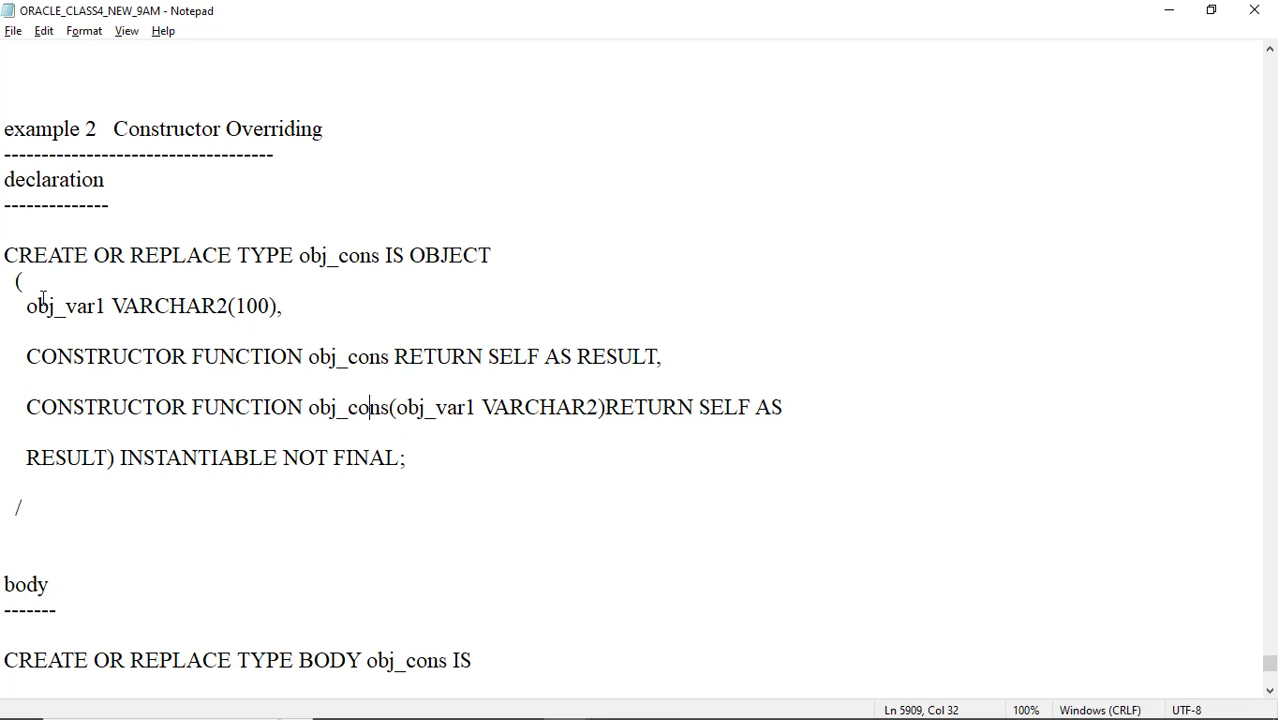 ORACLE_CLASS4_NEW_9AM - Notepad
File Edit Format View Help
example 2 Constructor Overriding
------------------------------------
declaration
--------------
CREATE OR REPLACE TYPE obj_cons IS OBJECT
(
obj_var1 VARCHAR2(100),
CONSTRUCTOR FUNCTION obj_cons RETURN SELF AS RESULT,
CONSTRUCTOR FUNCTION obj_cons(obj_var1 VARCHAR2)RETURN SELF AS
RESULT) INSTANTIABLE NOT FINAL;
/
body
-------
CREATE OR REPLACE TYPE BODY obj_cons IS
Ln 5909, Col 32 100% Windows (CRLF) UTF-8